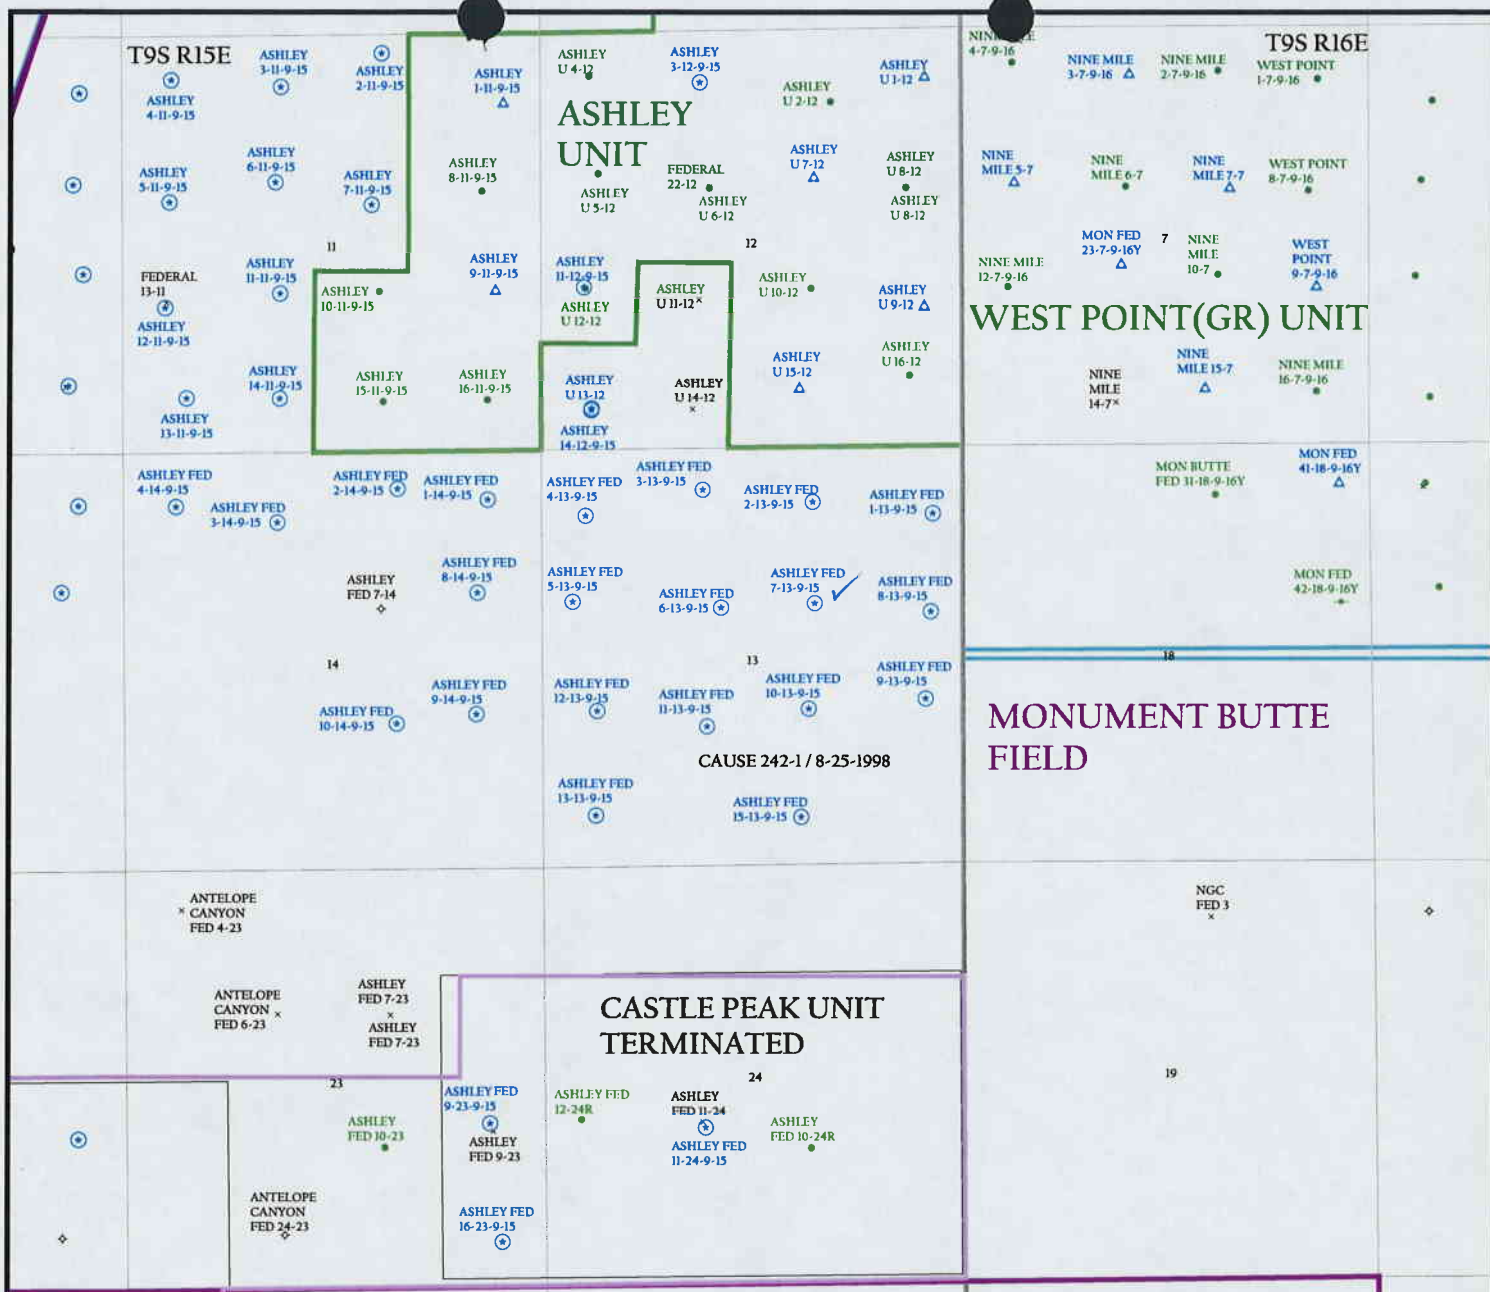 T9S R15E
T9S R16E
ASHLEY
3-11-9-15
ASHLEY
2-11-9-15
ASHLEY
4-11-9-15
ASHLEY
1-11-9-15
ASHLEY
U 4-12
ASHLEY
3-12-9-15
ASHLEY
U 2-12
ASHLEY
U 1-12
4-7-9-16
NINE MILE
3-7-9-16
NINE MILE
2-7-9-16
WEST POINT
1-7-9-16
ASHLEY
UNIT
ASHLEY
5-11-9-15
ASHLEY
6-11-9-15
ASHLEY
7-11-9-15
ASHLEY
8-11-9-15
ASHLEY
U 5-12
FEDERAL
22-12
ASHLEY
U 6-12
ASHLEY
U 7-12
ASHLEY
U 8-12
ASHLEY
U 8-12
NINE
MILE 5-7
NINE
MILE 6-7
NINE
MILE 7-7
WEST POINT
8-7-9-16
11
12
7
FEDERAL
13-11
ASHLEY
12-11-9-15
ASHLEY
11-11-9-15
ASHLEY
10-11-9-15
ASHLEY
9-11-9-15
ASHLEY
11-12-9-15
ASHLEY
U 12-12
ASHLEY
U 11-12
ASHLEY
U 10-12
ASHLEY
U 9-12
NINE MILE
12-7-9-16
MON FED
23-7-9-16Y
NINE
MILE
10-7
WEST
POINT
9-7-9-16
WEST POINT(GR) UNIT
ASHLEY
13-11-9-15
ASHLEY
14-11-9-15
ASHLEY
15-11-9-15
ASHLEY
16-11-9-15
ASHLEY
U 13-12
ASHLEY
14-12-9-15
ASHLEY
U 14-12
ASHLEY
U 15-12
ASHLEY
U 16-12
NINE
MILE
14-7
NINE
MILE 15-7
NINE MILE
16-7-9-16
ASHLEY FED
4-14-9-15
ASHLEY FED
3-14-9-15
ASHLEY FED
2-14-9-15
ASHLEY FED
1-14-9-15
ASHLEY FED
4-13-9-15
ASHLEY FED
3-13-9-15
ASHLEY FED
2-13-9-15
ASHLEY FED
1-13-9-15
MON BUTTE
FED 31-18-9-16Y
MON FED
41-18-9-16Y
ASHLEY
FED 7-14
ASHLEY FED
8-14-9-15
ASHLEY FED
5-13-9-15
ASHLEY FED
6-13-9-15
ASHLEY FED
7-13-9-15
ASHLEY FED
8-13-9-15
MON FED
42-18-9-16Y
14
13
18
ASHLEY FED
10-14-9-15
ASHLEY FED
9-14-9-15
ASHLEY FED
12-13-9-15
ASHLEY FED
11-13-9-15
ASHLEY FED
10-13-9-15
ASHLEY FED
9-13-9-15
MONUMENT BUTTE
FIELD
CAUSE 242-1 / 8-25-1998
ASHLEY FED
13-13-9-15
ASHLEY FED
15-13-9-15
ANTELOPE
CANYON
FED 4-23
NGC
FED 3
ANTELOPE
CANYON
FED 6-23
ASHLEY
FED 7-23
ASHLEY
FED 7-23
CASTLE PEAK UNIT
TERMINATED
23
24
19
ASHLEY
FED 10-23
ASHLEY FED
9-23-9-15
ASHLEY
FED 9-23
ASHLEY FED
12-24R
ASHLEY
FED 11-24
ASHLEY FED
11-24-9-15
ASHLEY
FED 10-24R
ANTELOPE
CANYON
FED 24-23
ASHLEY FED
16-23-9-15